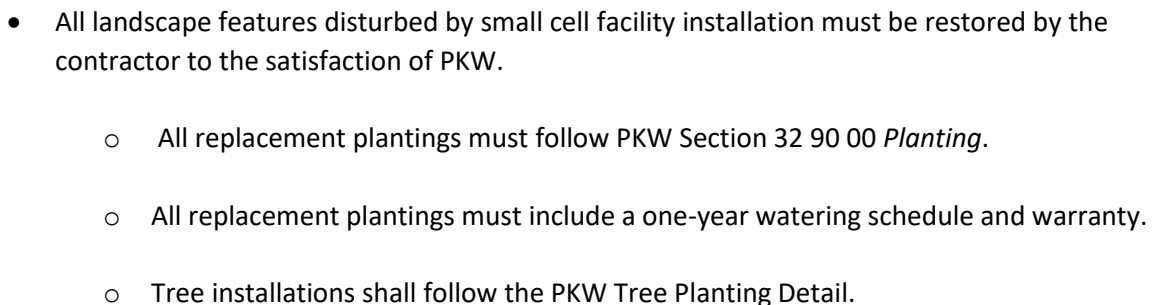 • All landscape features disturbed by small cell facility installation must be restored by the
contractor to the satisfaction of PKW.
o All replacement plantings must follow PKW Section 32 90 00 Planting.
o All replacement plantings must include a one-year watering schedule and warranty.
o Tree installations shall follow the PKW Tree Planting Detail.